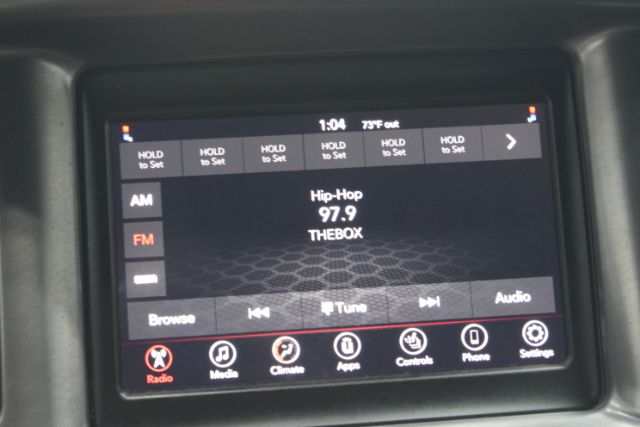 1:04 73°F out
HOLD to Set HOLD to Set HOLD to Set HOLD to Set HOLD to Set HOLD to Set
AM
Hip-Hop
97.9
FM
THEBOX
Browse Tune Audio
Radio Media Climate Apps Controls Phone Settings